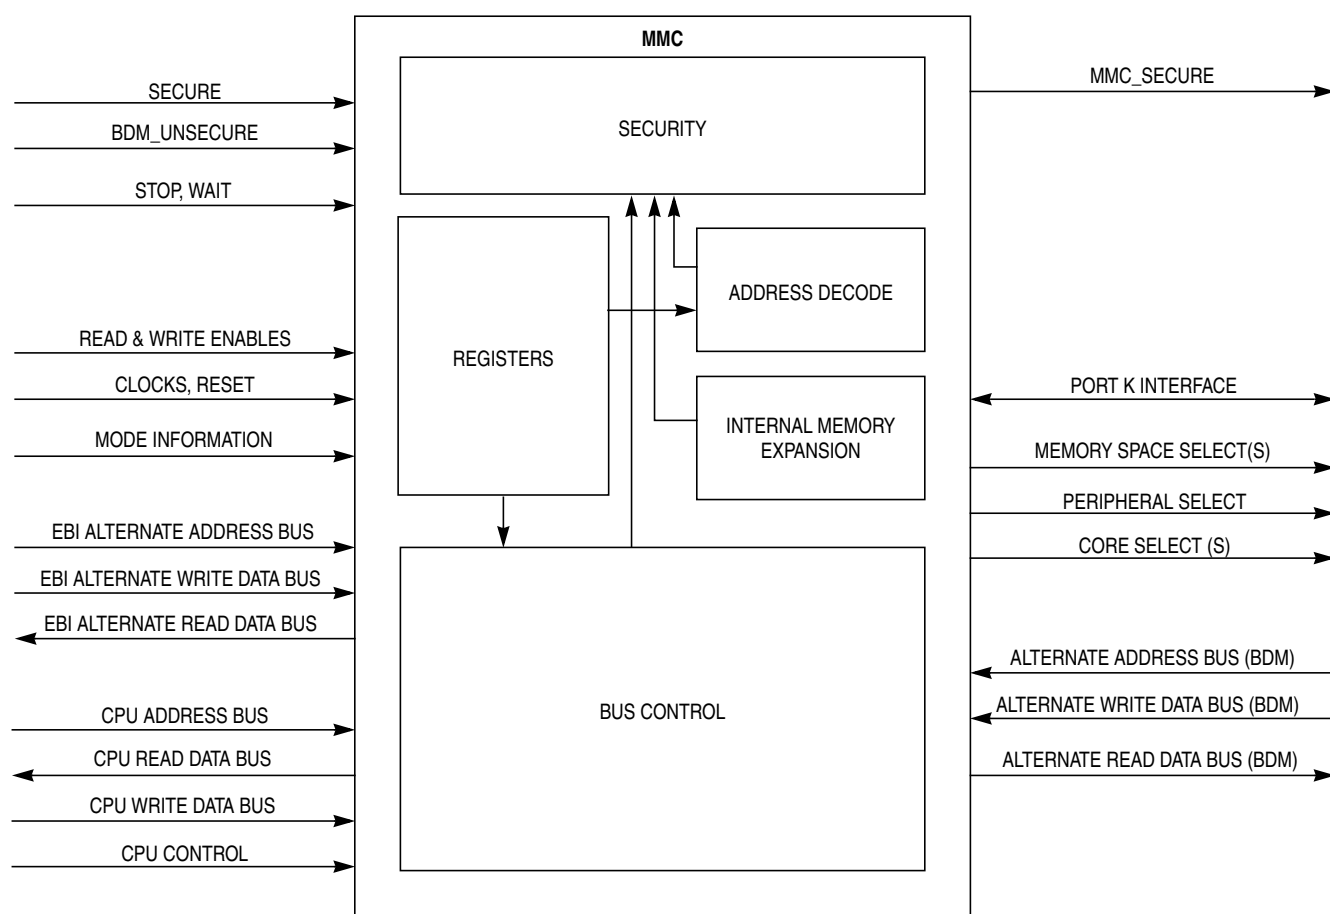 MMC
SECURE
BDM_UNSECURE
STOP, WAIT
READ & WRITE ENABLES
CLOCKS, RESET
MODE INFORMATION
EBI ALTERNATE ADDRESS BUS
EBI ALTERNATE WRITE DATA BUS
EBI ALTERNATE READ DATA BUS
CPU ADDRESS BUS
CPU READ DATA BUS
CPU WRITE DATA BUS
CPU CONTROL
SECURITY
REGISTERS
ADDRESS DECODE
INTERNAL MEMORY
EXPANSION
BUS CONTROL
MMC_SECURE
PORT K INTERFACE
MEMORY SPACE SELECT(S)
PERIPHERAL SELECT
CORE SELECT (S)
ALTERNATE ADDRESS BUS (BDM)
ALTERNATE WRITE DATA BUS (BDM)
ALTERNATE READ DATA BUS (BDM)